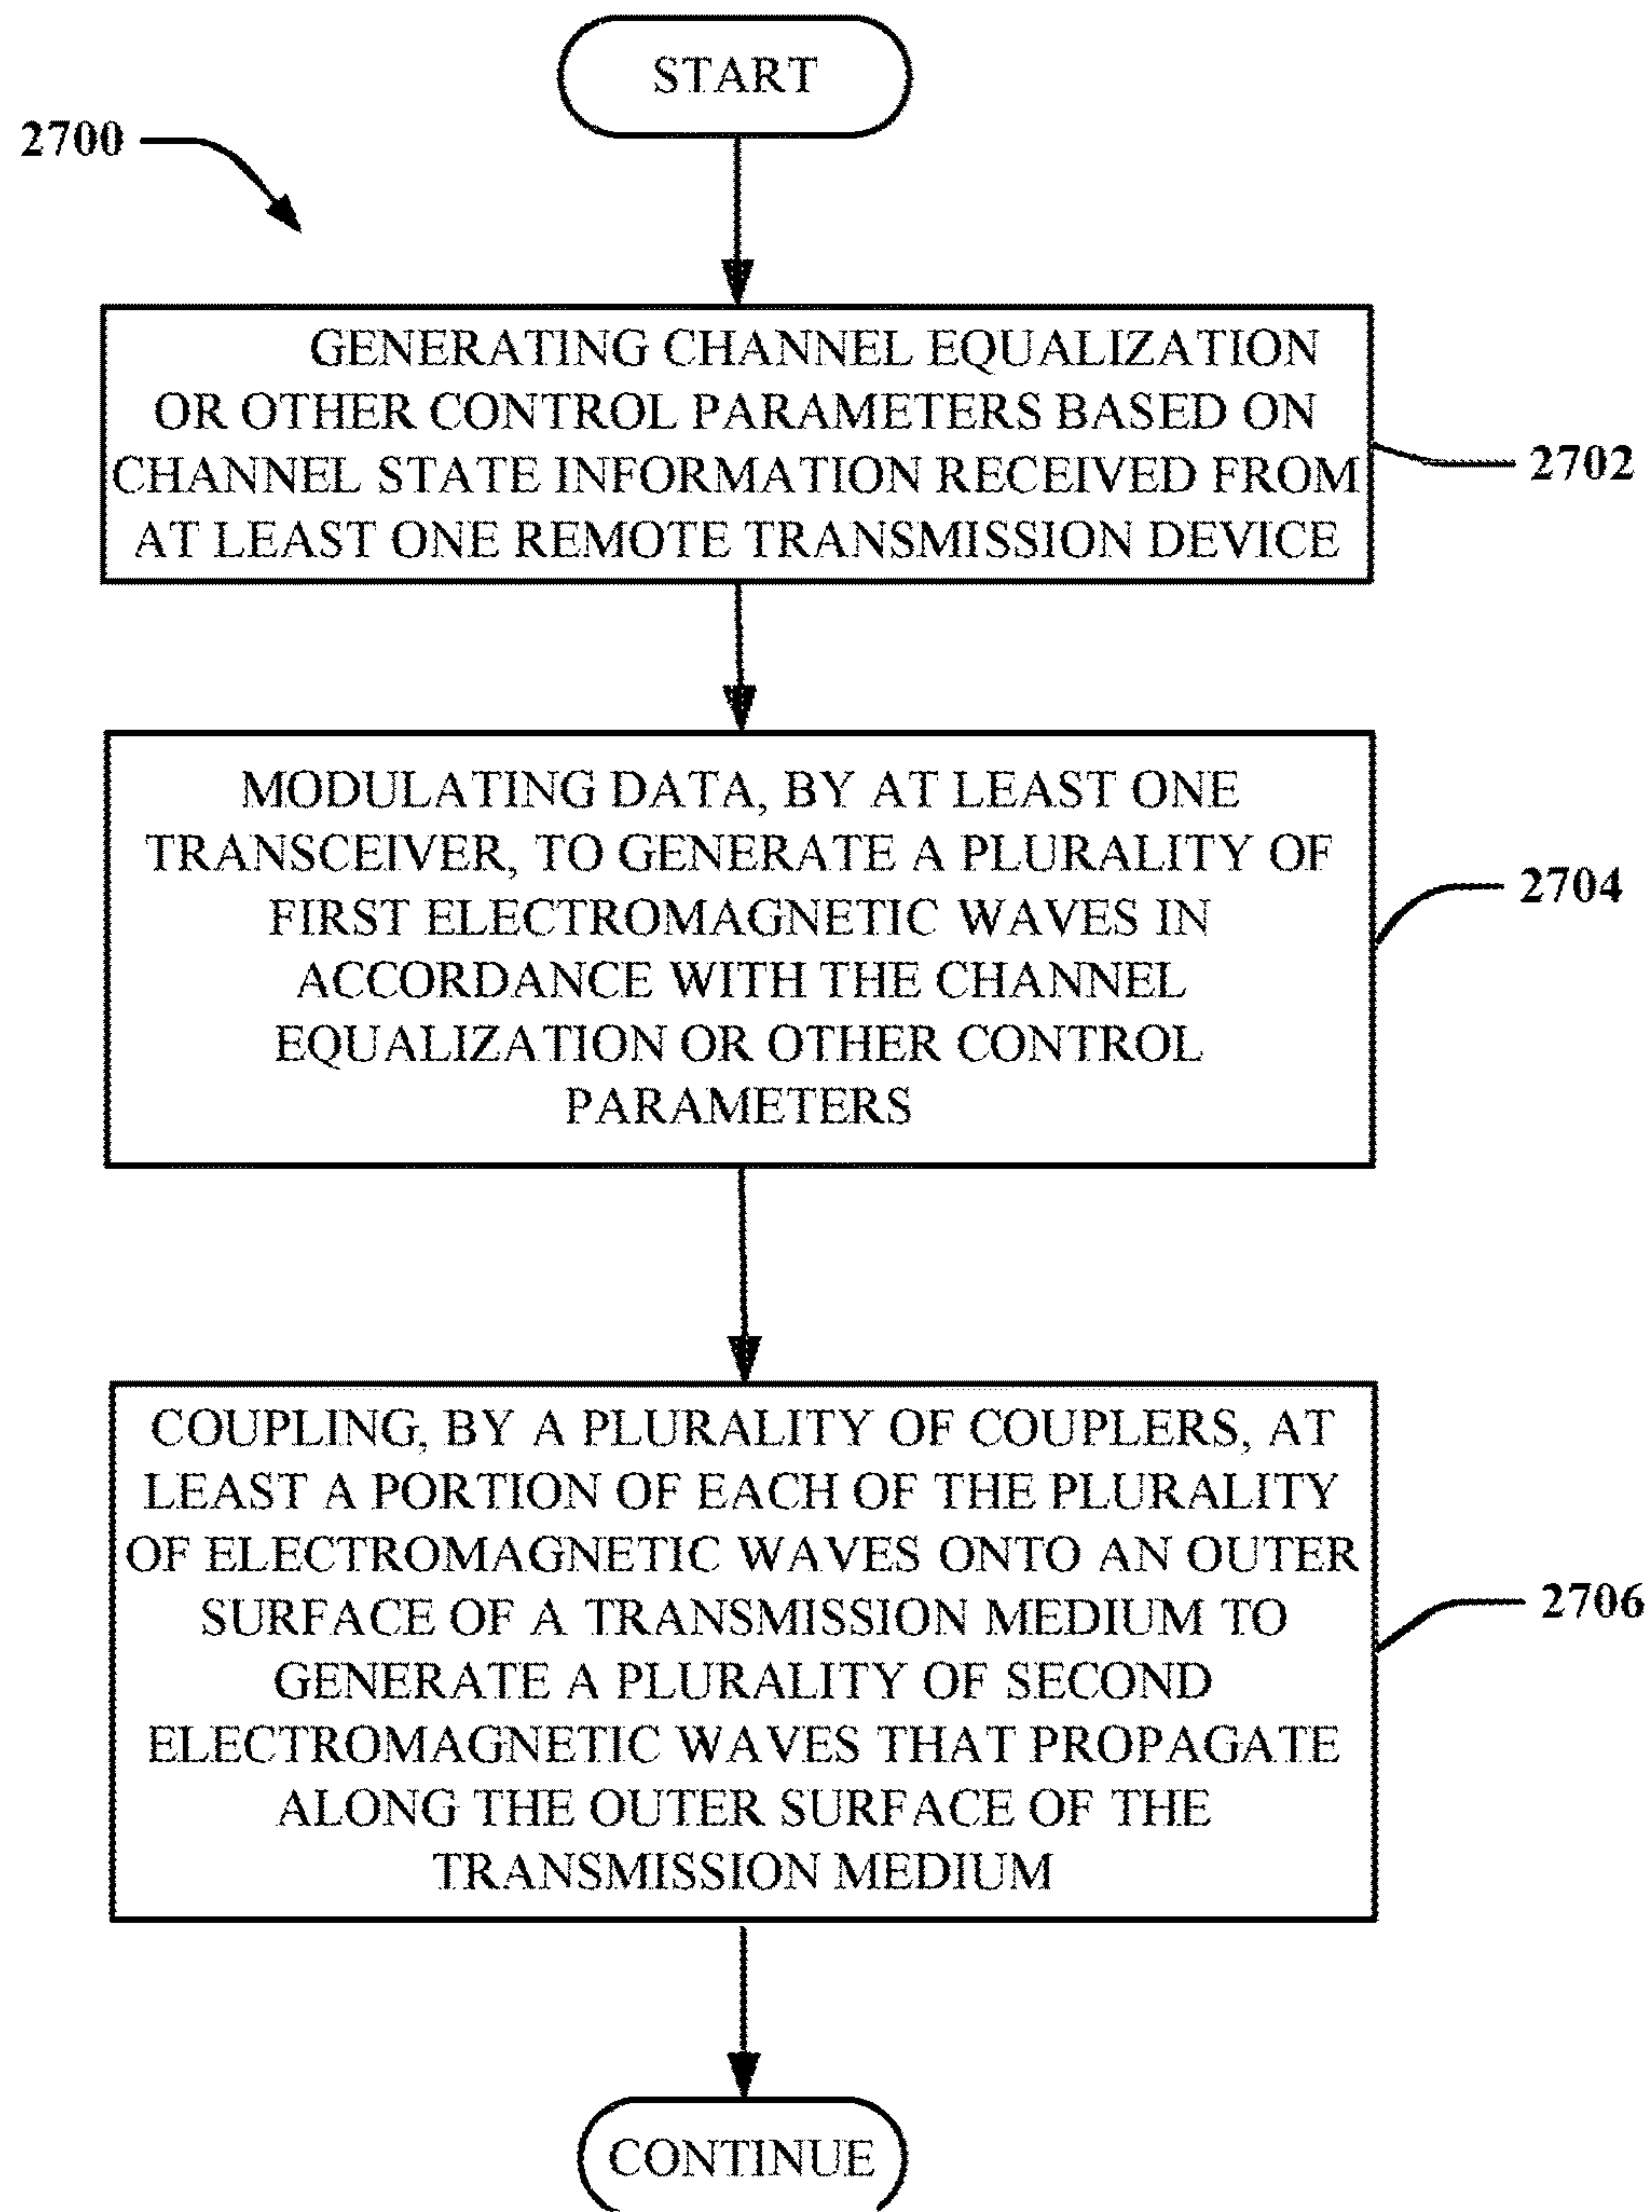 START
2700
GENERATING CHANNEL EQUALIZATION
OR OTHER CONTROL PARAMETERS BASED ON
CHANNEL STATE INFORMATION RECEIVED FROM
AT LEAST ONE REMOTE TRANSMISSION DEVICE
2702
MODULATING DATA, BY AT LEAST ONE
TRANSCEIVER, TO GENERATE A PLURALITY OF
FIRST ELECTROMAGNETIC WAVES IN
ACCORDANCE WITH THE CHANNEL
EQUALIZATION OR OTHER CONTROL
PARAMETERS
2704
COUPLING, BY A PLURALITY OF COUPLERS, AT
LEAST A PORTION OF EACH OF THE PLURALITY
OF ELECTROMAGNETIC WAVES ONTO AN OUTER
SURFACE OF A TRANSMISSION MEDIUM TO
GENERATE A PLURALITY OF SECOND
ELECTROMAGNETIC WAVES THAT PROPAGATE
ALONG THE OUTER SURFACE OF THE
TRANSMISSION MEDIUM
2706
CONTINUE